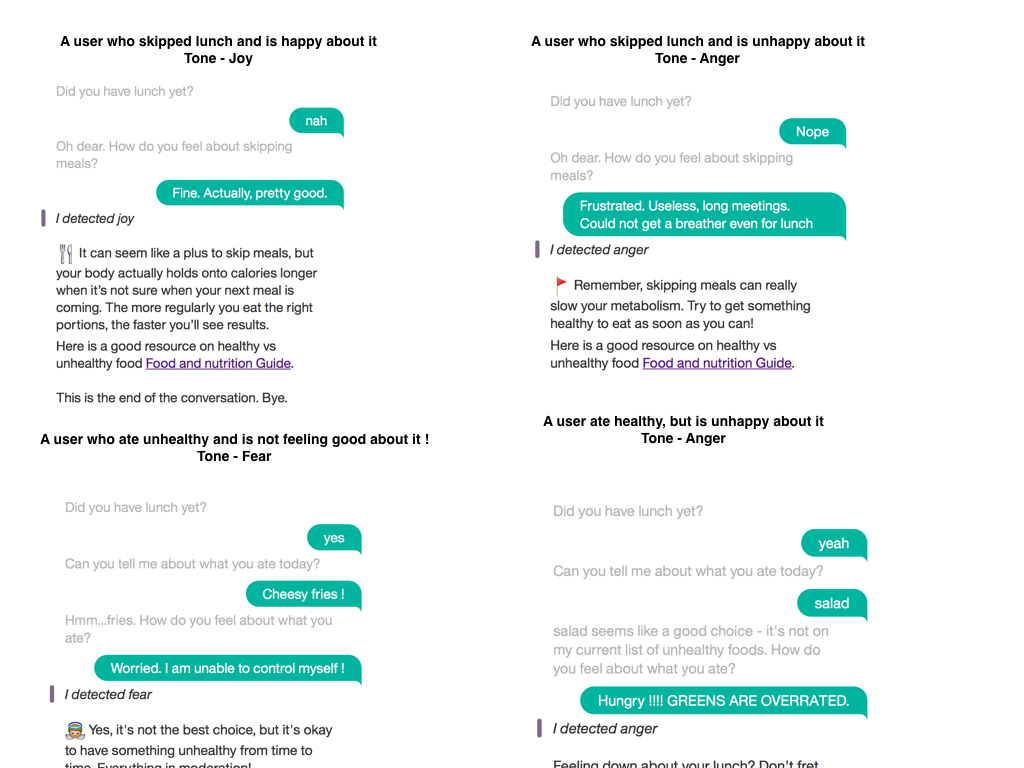 A user who skipped lunch and is happy about it
Tone - Joy
Did you have lunch yet?
nah
Oh dear. How do you feel about skipping
meals?
Fine. Actually, pretty good.
I detected joy
It can seem like a plus to skip meals, but
your body actually holds onto calories longer
when it's not sure when your next meal is
coming. The more regularly you eat the right
portions, the faster you'll see results.
Here is a good resource on healthy vs
unhealthy food Food and nutrition Guide.
This is the end of the conversation. Bye.
A user who skipped lunch and is unhappy about it
Tone - Anger
Did you have lunch yet?
Nope
Oh dear. How do you feel about skipping
meals?
Frustrated. Useless, long meetings.
Could not get a breather even for lunch
I detected anger
Remember, skipping meals can really
slow your metabolism. Try to get something
healthy to eat as soon as you can!
Here is a good resource on healthy vs
unhealthy food Food and nutrition Guide.
A user who ate unhealthy and is not feeling good about it !
Tone - Fear
Did you have lunch yet?
yes
Can you tell me about what you ate today?
Cheesy fries !
Hmm...fries. How do you feel about what you
ate?
Worried. I am unable to control myself !
I detected fear
Yes, it's not the best choice, but it's okay
to have something unhealthy from time to
time. Everything in moderation!
A user ate healthy, but is unhappy about it
Tone - Anger
Did you have lunch yet?
yeah
Can you tell me about what you ate today?
salad
salad seems like a good choice - it's not on
my current list of unhealthy foods. How do
you feel about what you ate?
Hungry !!!! GREENS ARE OVERRATED.
I detected anger
Feeling down about your lunch? Don't fret